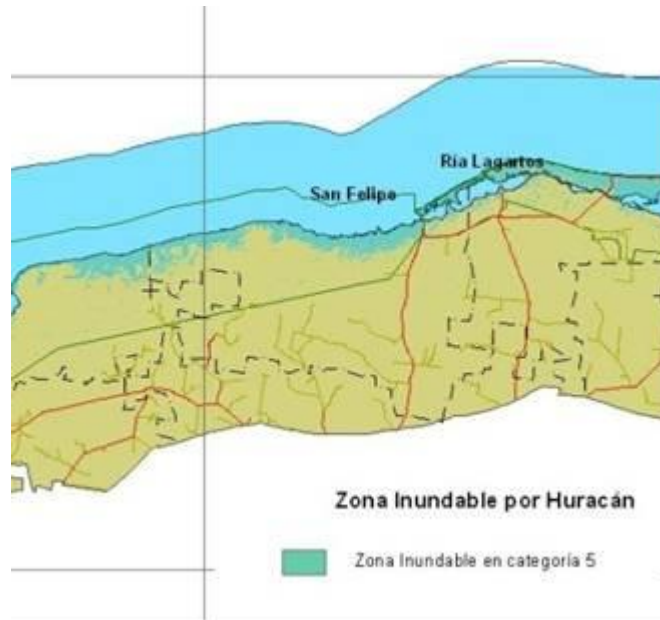 Ría Lagartos
San Felipe
Zona Inundable por Huracán
Zona Inundable en categoría 5